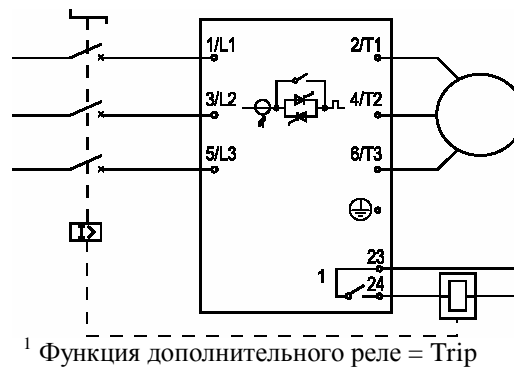 1/L1 2/T1
3/L2 4/T2
5/L3 6/T3
I>
23
1 24
1 Функция дополнительного реле = Trip